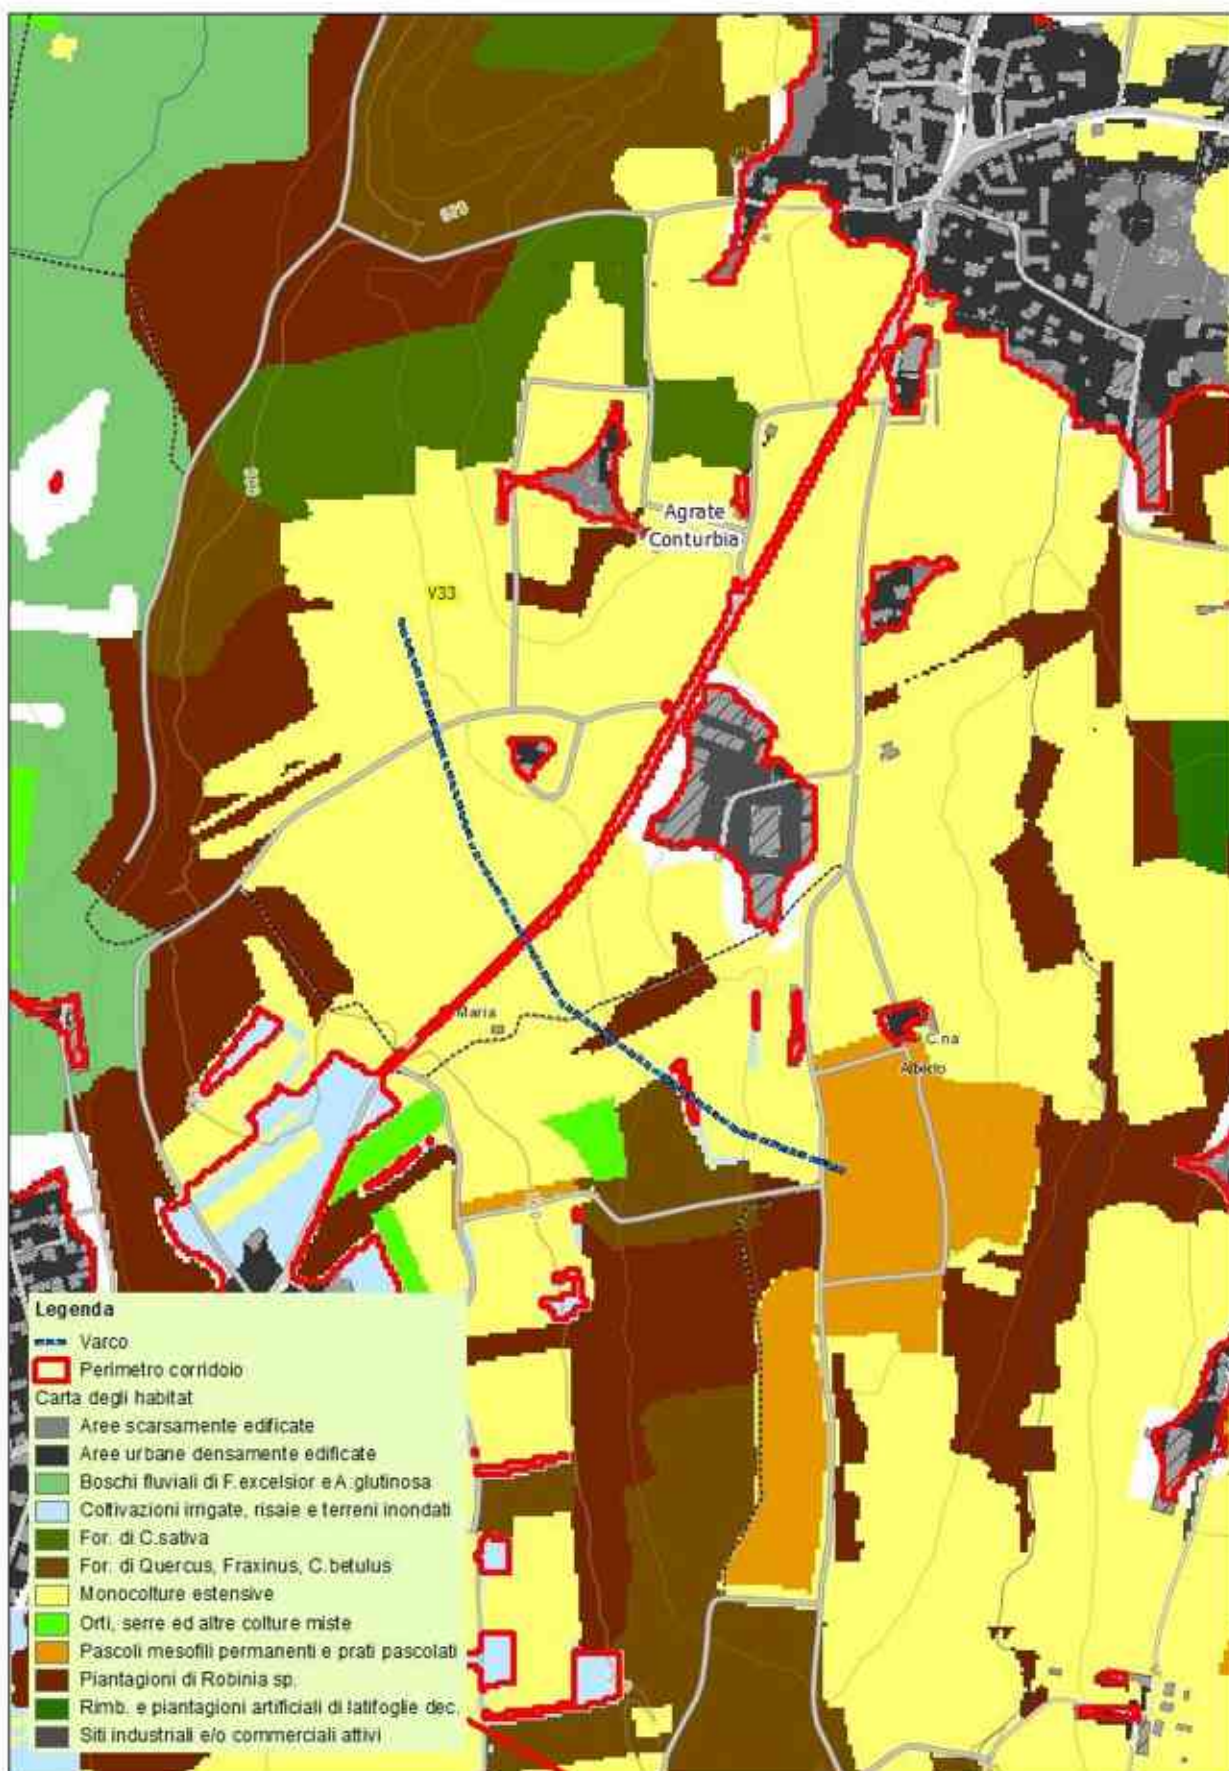 Agrate
Conturbia
V33
Maria
C.na
Legenda
Varco
Perimetro corridoio
Carta degli habitat
Aree scarsamente edificate
Aree urbane densamente edificate
Boschi fluviali di F.excelsior e A.glutinosa
Coltivazioni irrigate, risaie e terreni inondati
For. di C.sativa
For. di Quercus, Fraxinus, C.betulus
Monocolture estensive
Orti, serre ed altre colture miste
Pascoli mesofili permanenti e prati pascolati
Piantagioni di Robinia sp.
Rimb. e piantagioni artificiali di latifoglie dec.
Siti industriali e/o commerciali attivi